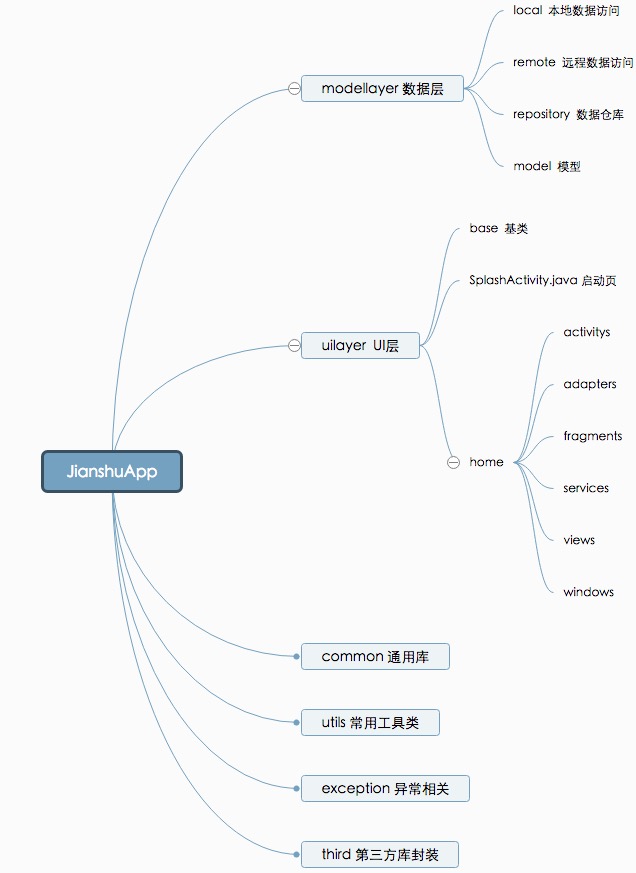 JianshuApp
modellayer 数据层
local 本地数据访问
remote 远程数据访问
repository 数据仓库
model 模型
uilayer UI层
base 基类
SplashActivity.java 启动页
home
activitys
adapters
fragments
services
views
windows
common 通用库
utils 常用工具类
exception 异常相关
third 第三方库封装